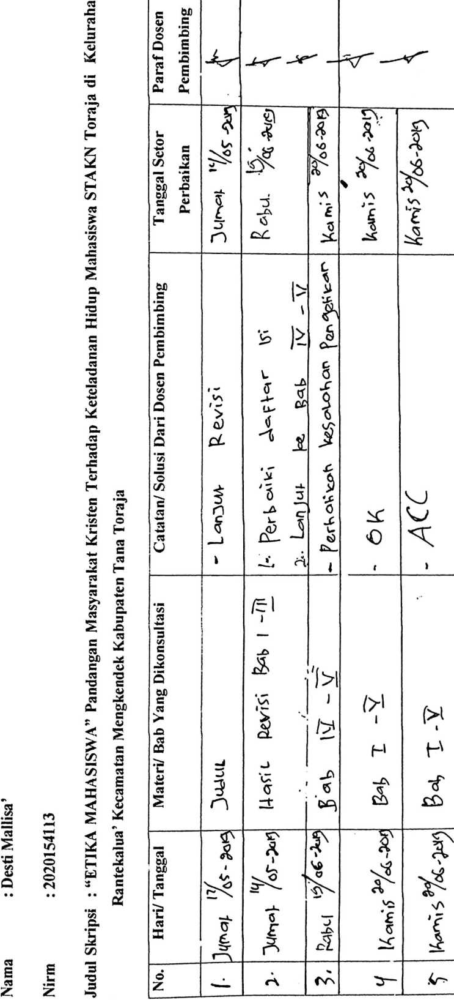 Nama : Desti Mallisa'
Nirm : 2020154113
Judul Skripsi : “ETIKA MAHASISWA” Pandangan Masyarakat Kristen Terhadap Keteladanan Hidup Mahasiswa STAKN Toraja di Keluraha
Rantekalua' Kecamatan Mengkendek Kabupaten Tana Toraja
No. Hari/ Tanggal Materi/ Bab Yang Dikonsultasi Catatan/ Solusi Dari Dosen Pembimbing Tanggal Setor Perbaikan Paraf Dosen Pembimbing
1. Jumat 17/05-2019 Judul - Lanjut Revisi Jumat 14/05-2019
2. Jumat 14/05-2019 Hasil Revisi Bab I - III 1. Perbaiki daftar isi Rabu 19/06-2019
2. Lanjut ke Bab IV - V
3. Rabu 19/06-2019 Bab IV - V - Perhatikan kesalahan Pengetikan Kamis 20/06-2019
4 Kamis 20/06-2019 Bab I - V - OK Kamis 20/06-2019
5 Kamis 20/06-2019 Bab I - V - ACC Kamis 20/06-2019